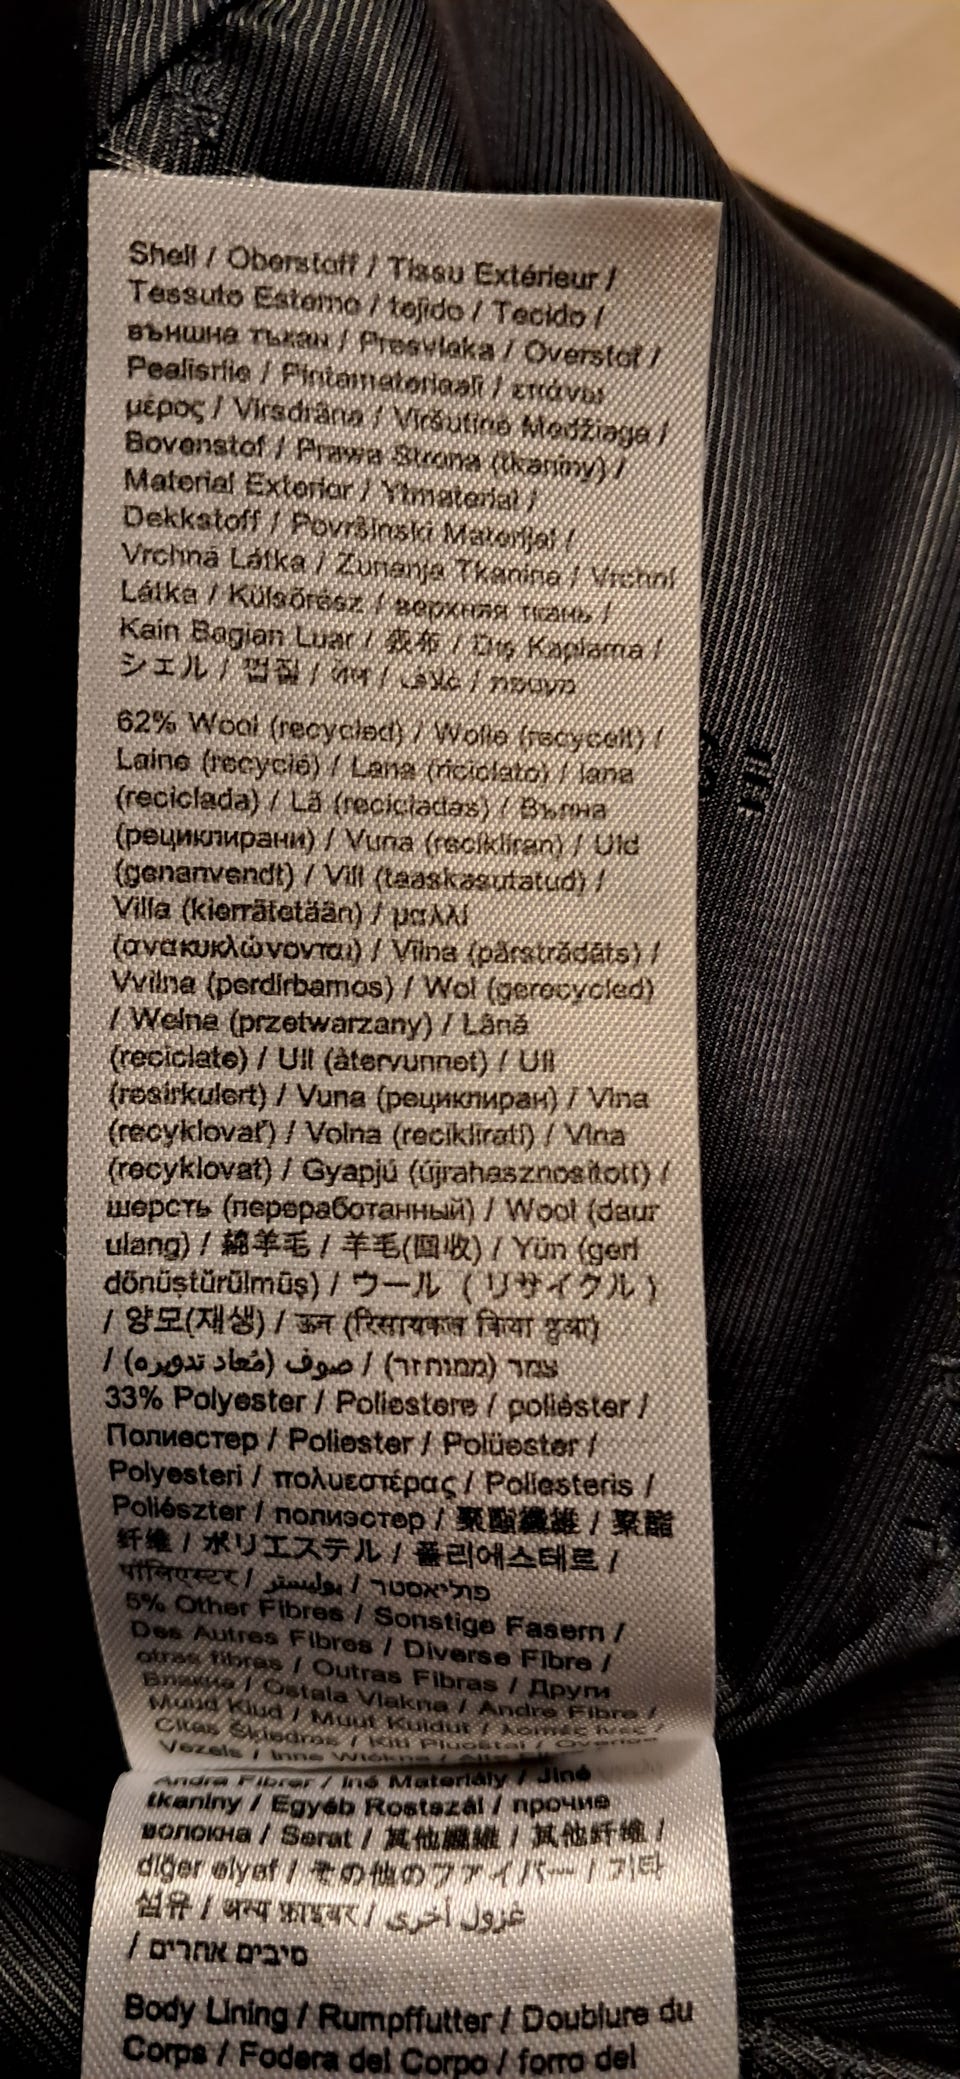 Shell / Oberstoff / Tissu Extérieur /
Tessuto Esterno / tejido / Tecido /
външна тъкан / Presvlaka / Overstof /
Pealisriie / Pintamateriaali / επάνω
μέρος / Virsdrāna / Viršutinė Medžiaga /
Bovenstof / Prawa Strona (tkaniny) /
Material Exterior / Ytmaterial /
Dekkstoff / Površinski Materijal /
Vrchná Látka / Zunanja Tkanina / Vrchní
Látka / Külsőrész / верхняя ткань /
Kain Bagian Luar / 表布 / Dış Kaplama /
シェル / 겉질 / / غلاف / מעטפת
62% Wool (recycled) / Wolle (recycelt) /
Laine (recyclé) / Lana (riciclato) / lana
(reciclada) / Lã (recicladas) / Вълна
(рециклирани) / Vuna (recikliran) / Uld
(genanvendt) / Vill (taaskasutatud) /
Villa (kierrätetään) / μαλλί
(ανακυκλώνονται) / Vilna (pārstrādāts) /
Vvilna (perdirbamos) / Wol (gerecycled)
/ Wełna (przetwarzany) / Lână
(reciclate) / Ull (återvunnet) / Ull
(resirkulert) / Vuna (рециклиран) / Vlna
(recyklovať) / Volna (reciklirati) / Vlna
(recyklovat) / Gyapjú (újrahasznosított) /
шерсть (переработанный) / Wool (daur
ulang) / 綿羊毛 / 羊毛(回收) / Yün (geri
dönüştürülmüş) / ウール ( リサイクル )
/ 양모(재생) / ऊन (रिसायकल किया हुआ)
/ صوف (مُعاد تدويره) / צמר (ממוחזר)
33% Polyester / Poliestere / poliéster /
Полиестер / Poliester / Polüester /
Polyesteri / πολυεστέρας / Poliesteris /
Poliészter / полиэстер / 聚酯纖維 / 聚酯
纤维 / ポリエステル / 폴리에스테르 /
पॉलिएस्टर / بوليستر / פוליאסטר
5% Other Fibres / Sonstige Fasern /
Des Autres Fibres / Diverse Fibre /
otras fibras / Outras Fibras / Други
Влакна / Ostala Vlakna / Andre Fibre /
Muud Kiud / Muut Kuidut /
Citas Šķiedras / Kiti Pluoštai / Overige
Vezels / Inne Włókna /
Andra Fibrer / Iné Materiály / Jiné
tkaniny / Egyéb Rostszál / прочие
волокна / Serat / 其他纖維 / 其他纤维 /
diğer elyaf / その他のファイバー / 기타
섬유 / अन्य फ़ाइबर / غزول أخرى
/ סיבים אחרים
Body Lining / Rumpffutter / Doublure du
Corps / Fodera del Corpo / forro del